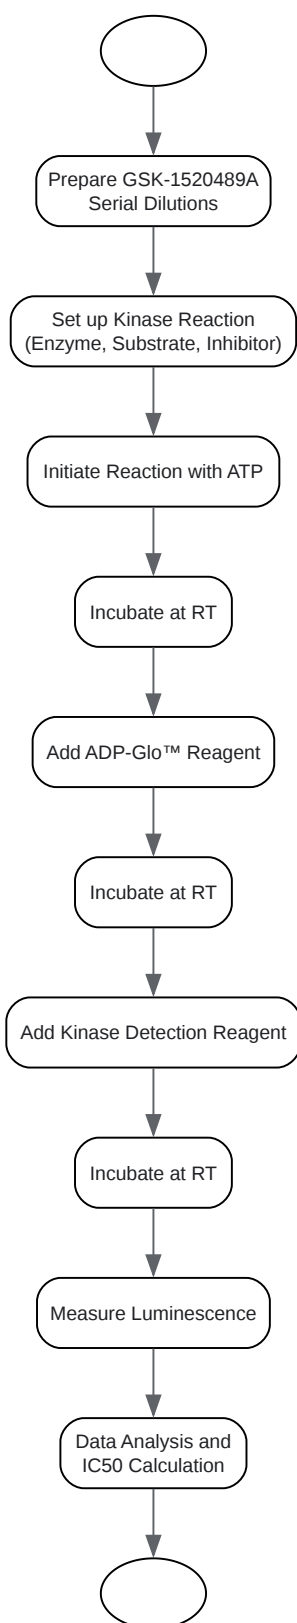 Prepare GSK-1520489A
Serial Dilutions
Set up Kinase Reaction
(Enzyme, Substrate, Inhibitor)
Initiate Reaction with ATP
Incubate at RT
Add ADP-Glo™ Reagent
Incubate at RT
Add Kinase Detection Reagent
Incubate at RT
Measure Luminescence
Data Analysis and
IC50 Calculation